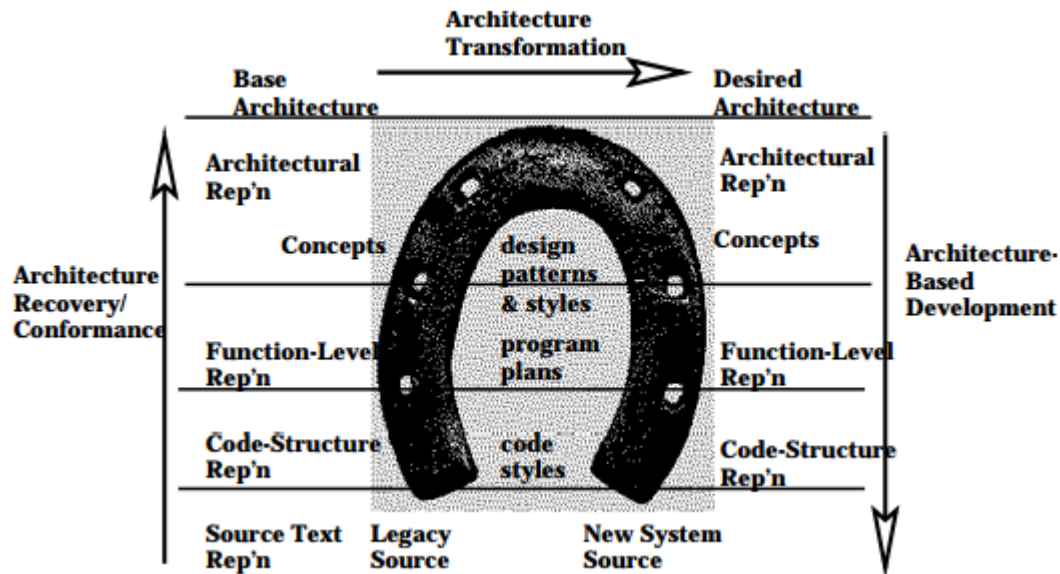 Architecture
Transformation
Base
Architecture
Desired
Architecture
Architectural
Rep'n
Architectural
Rep'n
Concepts
design
patterns
& styles
Concepts
Architecture
Recovery/
Conformance
Architecture-
Based
Development
Function-Level
Rep'n
program
plans
Function-Level
Rep'n
Code-Structure
Rep'n
code
styles
Code-Structure
Rep'n
Source Text
Rep'n
Legacy
Source
New System
Source